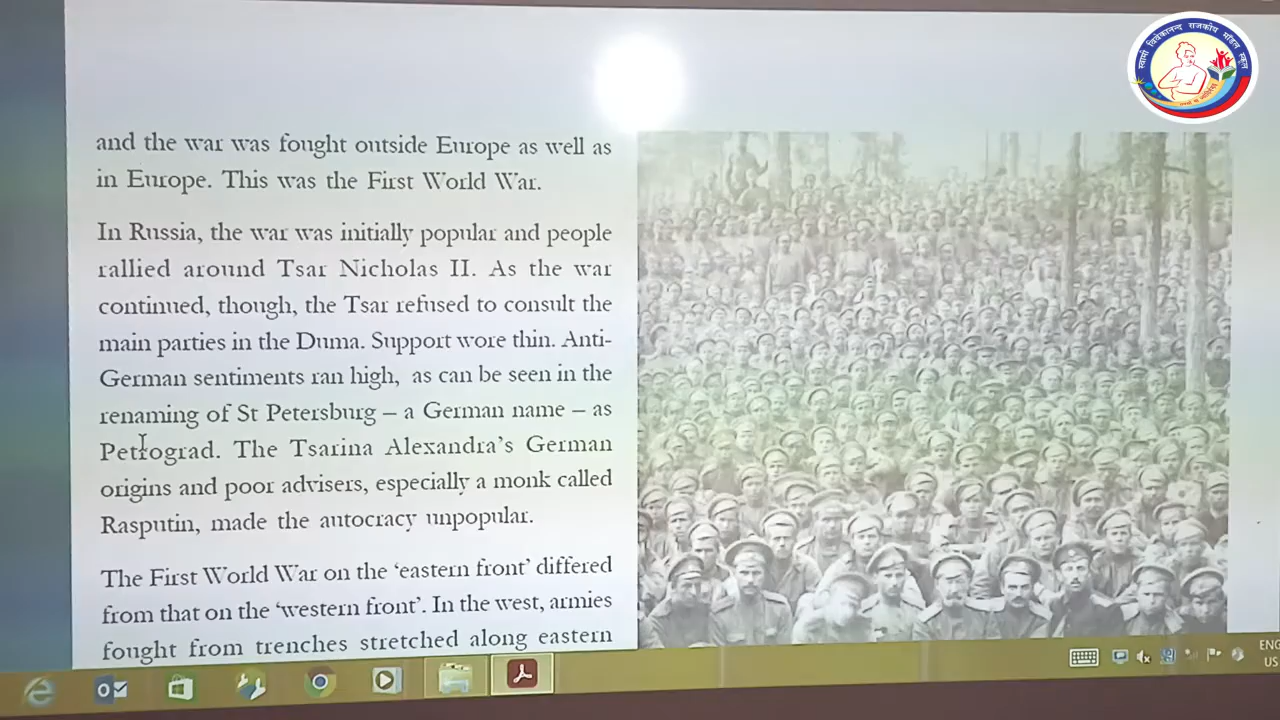 स्वामी विवेकानन्द राजकीय मॉडल स्कूल
and the war was fought outside Europe as well as
in Europe. This was the First World War.
In Russia, the war was initially popular and people
rallied around Tsar Nicholas II. As the war
continued, though, the Tsar refused to consult the
main parties in the Duma. Support wore thin. Anti-
German sentiments ran high, as can be seen in the
renaming of St Petersburg – a German name – as
Petrograd. The Tsarina Alexandra's German
origins and poor advisers, especially a monk called
Rasputin, made the autocracy unpopular.
The First World War on the ‘eastern front’ differed
from that on the ‘western front’. In the west, armies
fought from trenches stretched along eastern
ENG
US